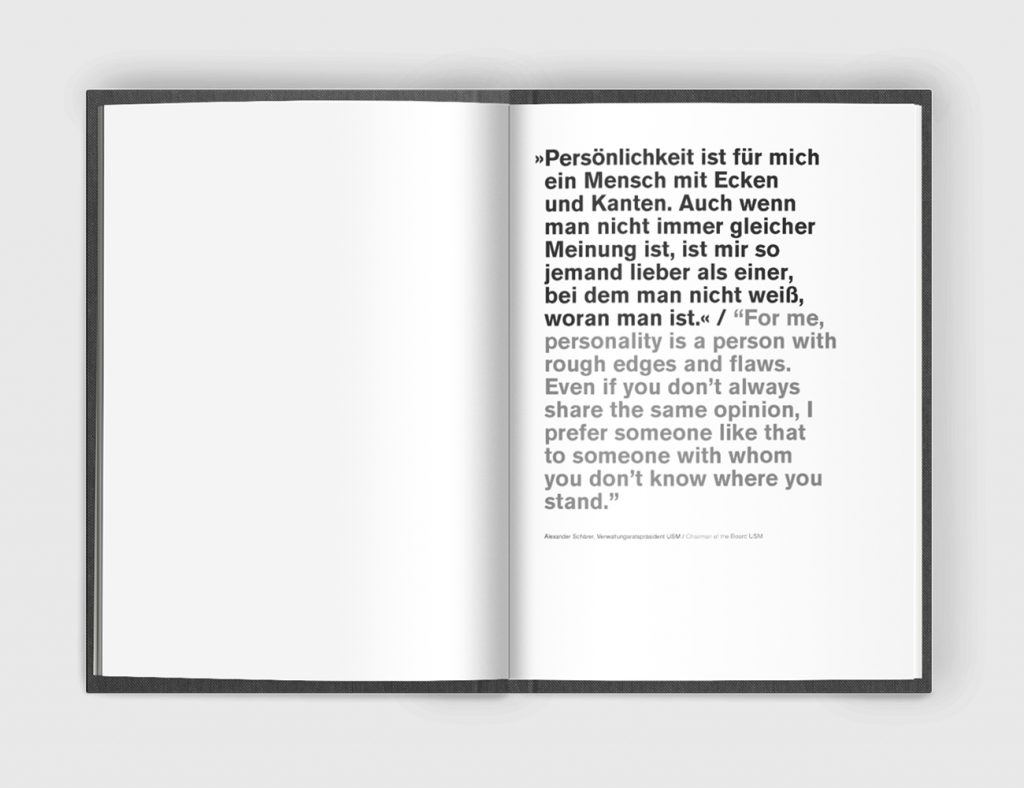 »Persönlichkeit ist für mich
ein Mensch mit Ecken
und Kanten. Auch wenn
man nicht immer gleicher
Meinung ist, ist mir so
jemand lieber als einer,
bei dem man nicht weiß,
woran man ist.« / “For me,
personality is a person with
rough edges and flaws.
Even if you don’t always
share the same opinion, I
prefer someone like that
to someone with whom
you don’t know where you
stand.”
Alexander Schärer, Verwaltungsratspräsident USM / Chairman of the Board USM